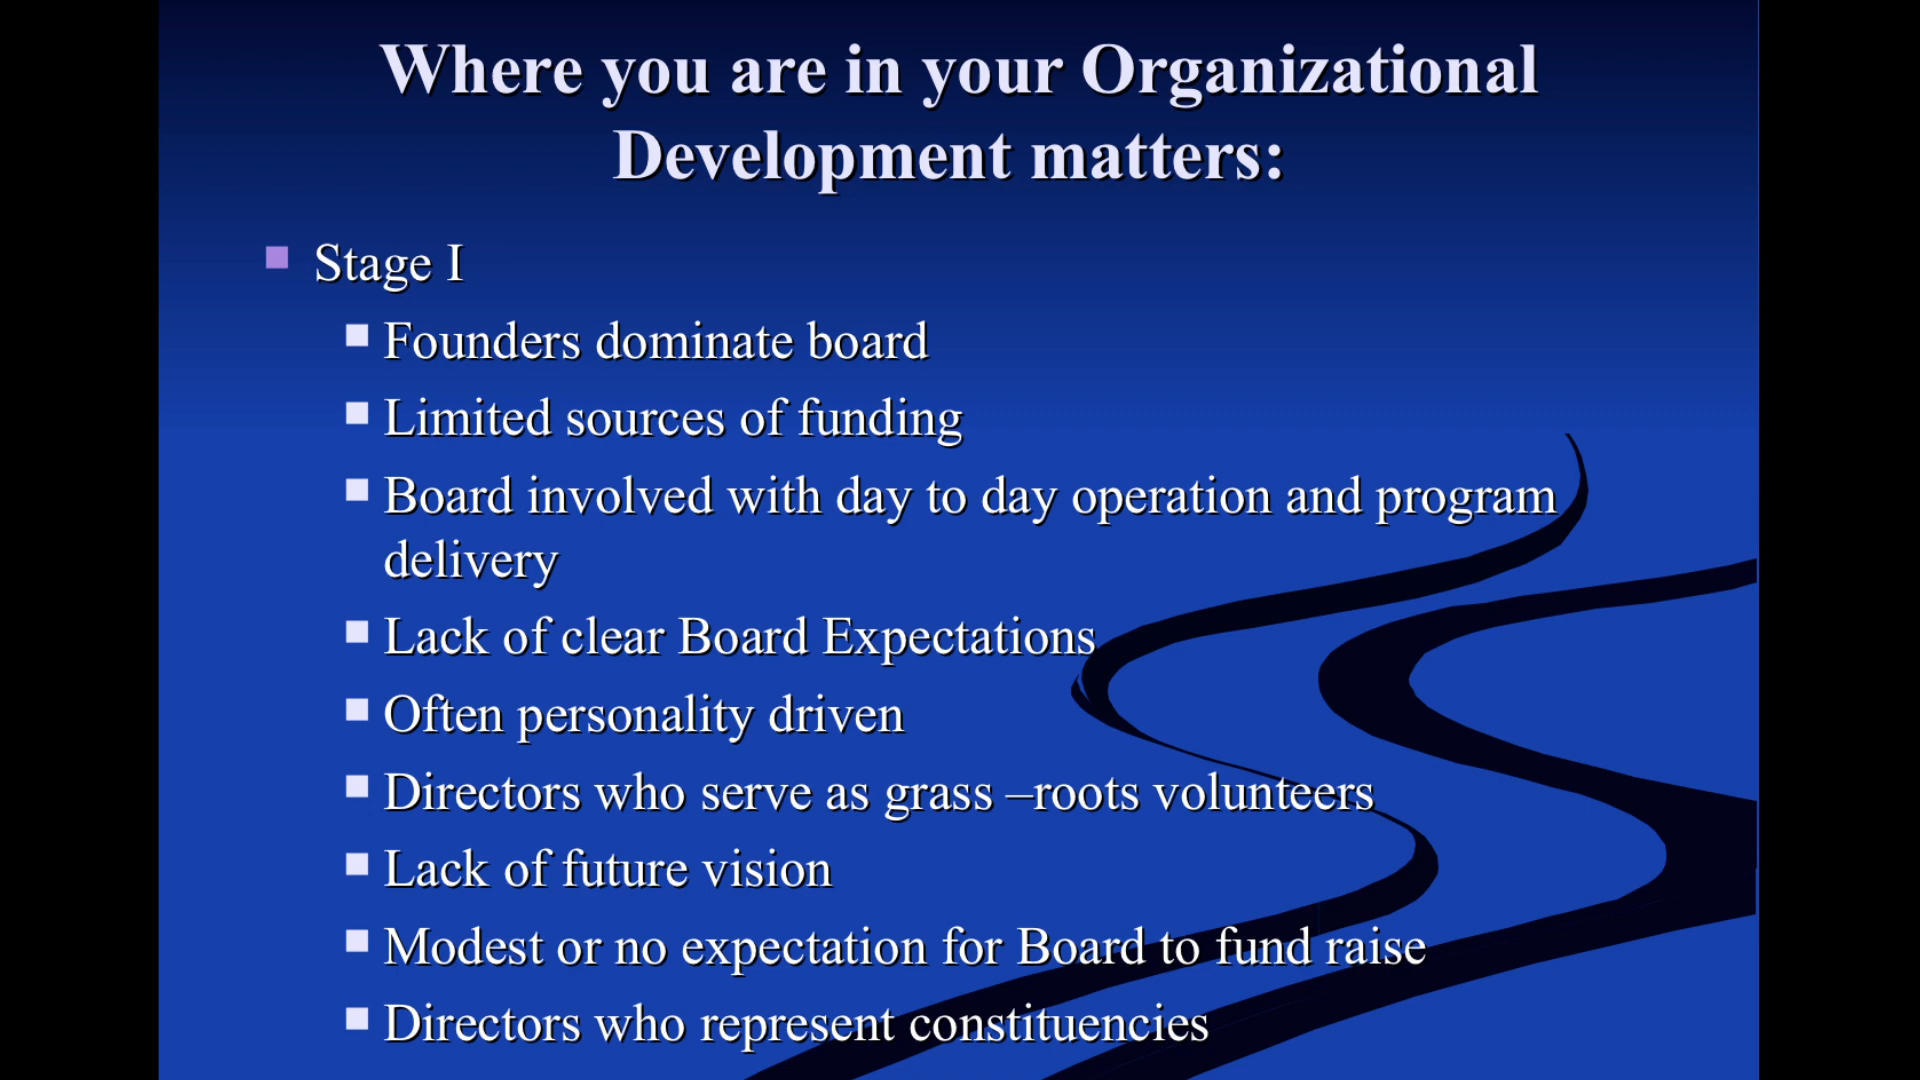 Where you are in your Organizational
Development matters:
Stage I
Founders dominate board
Limited sources of funding
Board involved with day to day operation and program
delivery
Lack of clear Board Expectations
Often personality driven
Directors who serve as grass –roots volunteers
Lack of future vision
Modest or no expectation for Board to fund raise
Directors who represent constituencies